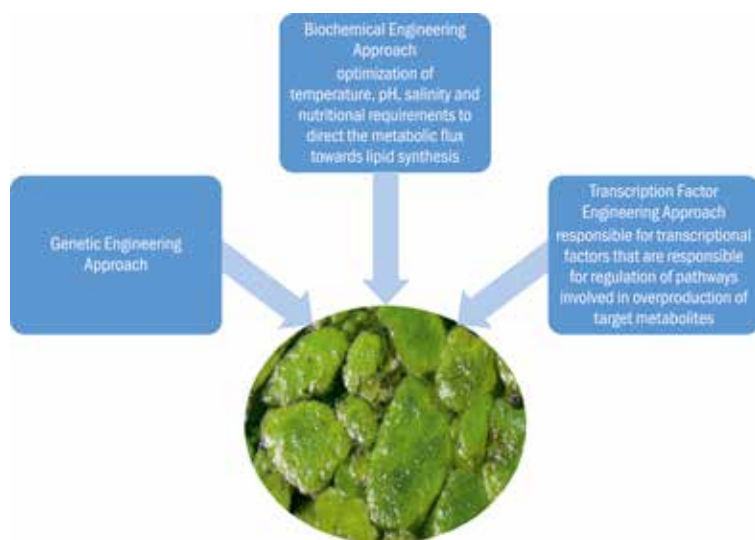 Biochemical Engineering
Approach
optimization of
temperature, pH, salinity and
nutritional requirements to
direct the metabolic flux
towards lipid synthesis
Genetic Engineering
Approach
Transcription Factor
Engineering Approach
responsible for transcriptional
factors that are responsible
for regulation of pathways
involved in overproduction of
target metabolites